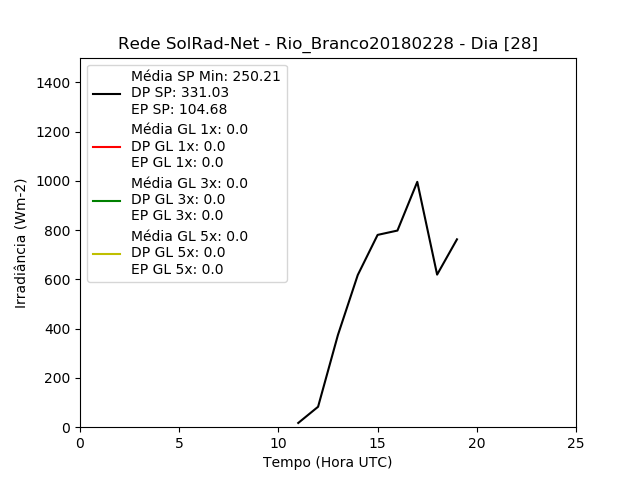 Rede SolRad-Net - Rio_Branco20180228 - Dia [28]
Média SP Min: 250.21
DP SP: 331.03
EP SP: 104.68
Média GL 1x: 0.0
DP GL 1x: 0.0
EP GL 1x: 0.0
Média GL 3x: 0.0
DP GL 3x: 0.0
EP GL 3x: 0.0
Média GL 5x: 0.0
DP GL 5x: 0.0
EP GL 5x: 0.0
Irradiância (Wm-2)
1400
1200
1000
800
600
400
200
0
0 5 10 15 20 25
Tempo (Hora UTC)